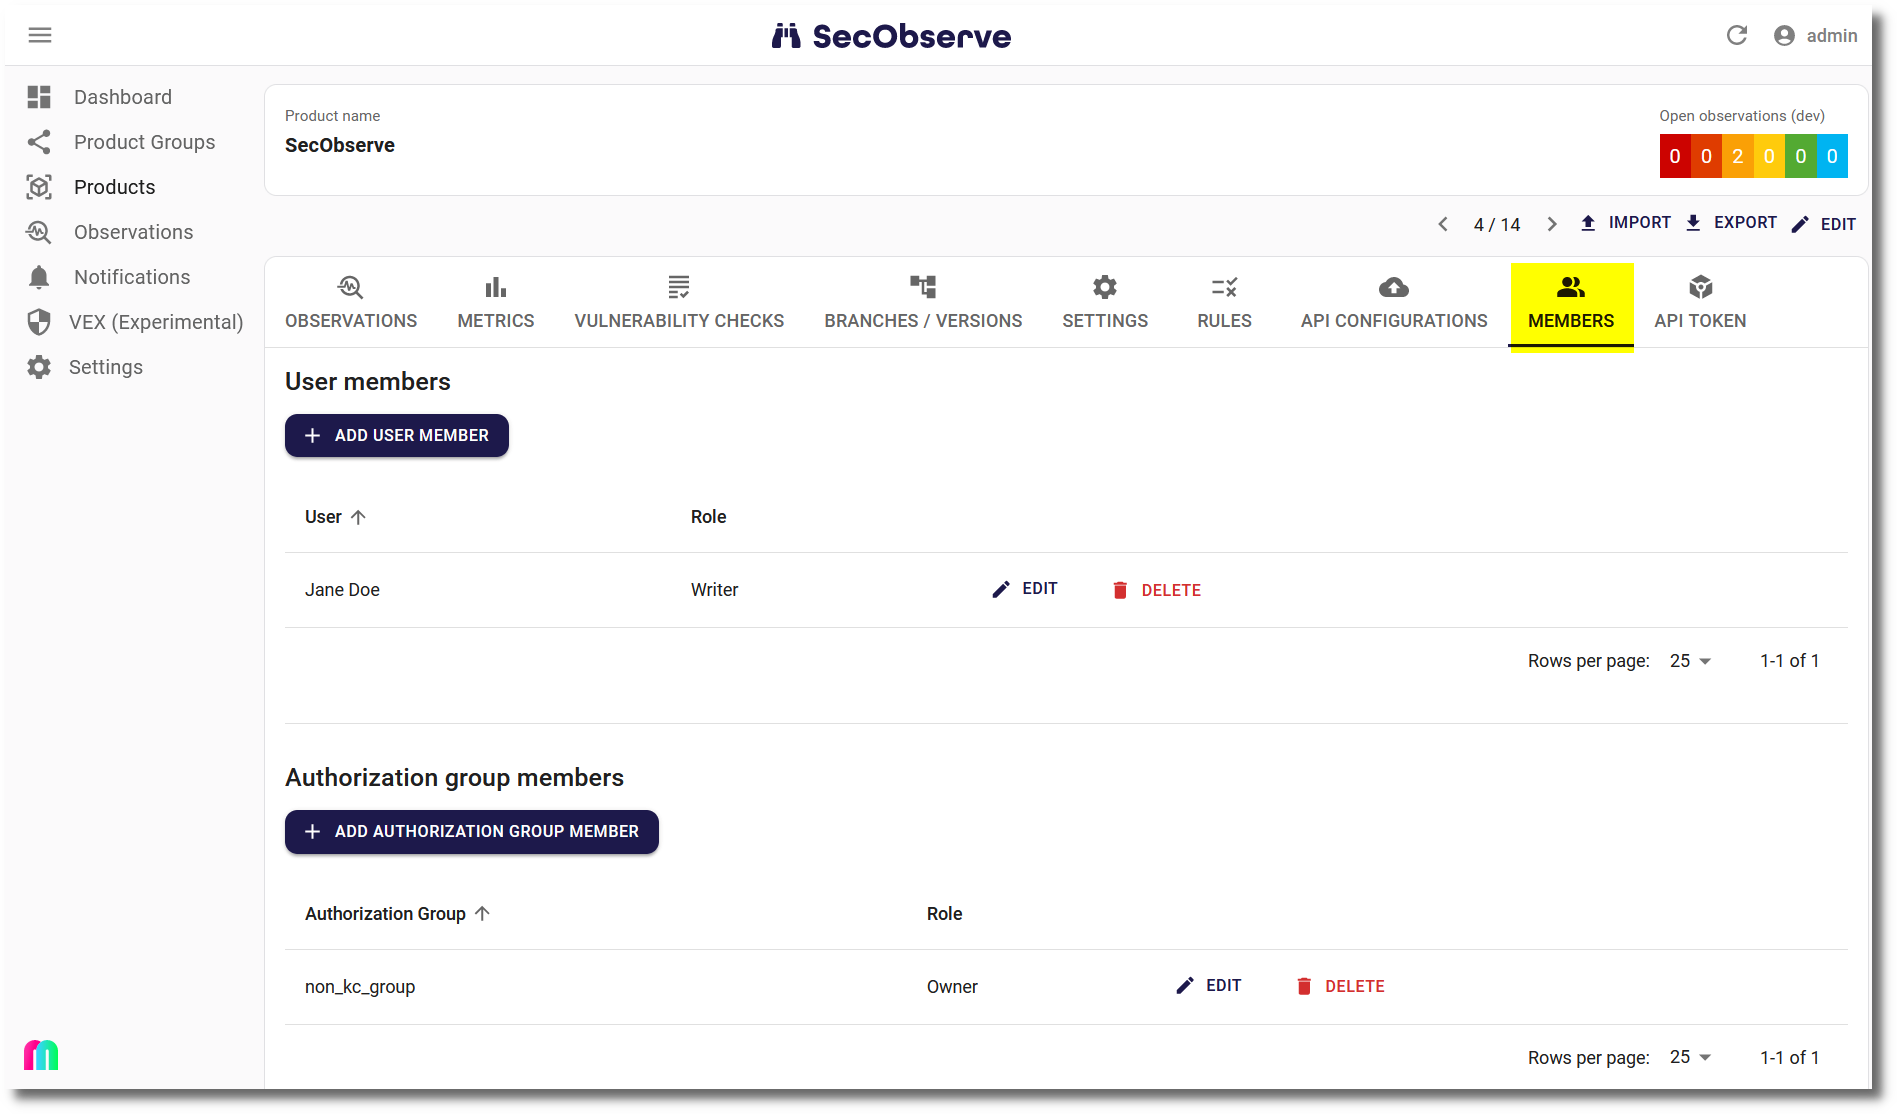 SecObserve
admin
Dashboard
Product Groups
Products
Observations
Notifications
VEX (Experimental)
Settings
Product name
SecObserve
Open observations (dev)
0 0 2 0 0 0
4 / 14
IMPORT
EXPORT
EDIT
OBSERVATIONS
METRICS
VULNERABILITY CHECKS
BRANCHES / VERSIONS
SETTINGS
RULES
API CONFIGURATIONS
MEMBERS
API TOKEN
User members
ADD USER MEMBER
User Role
Jane Doe Writer EDIT DELETE
Rows per page: 25 1-1 of 1
Authorization group members
ADD AUTHORIZATION GROUP MEMBER
Authorization Group Role
non_kc_group Owner EDIT DELETE
Rows per page: 25 1-1 of 1